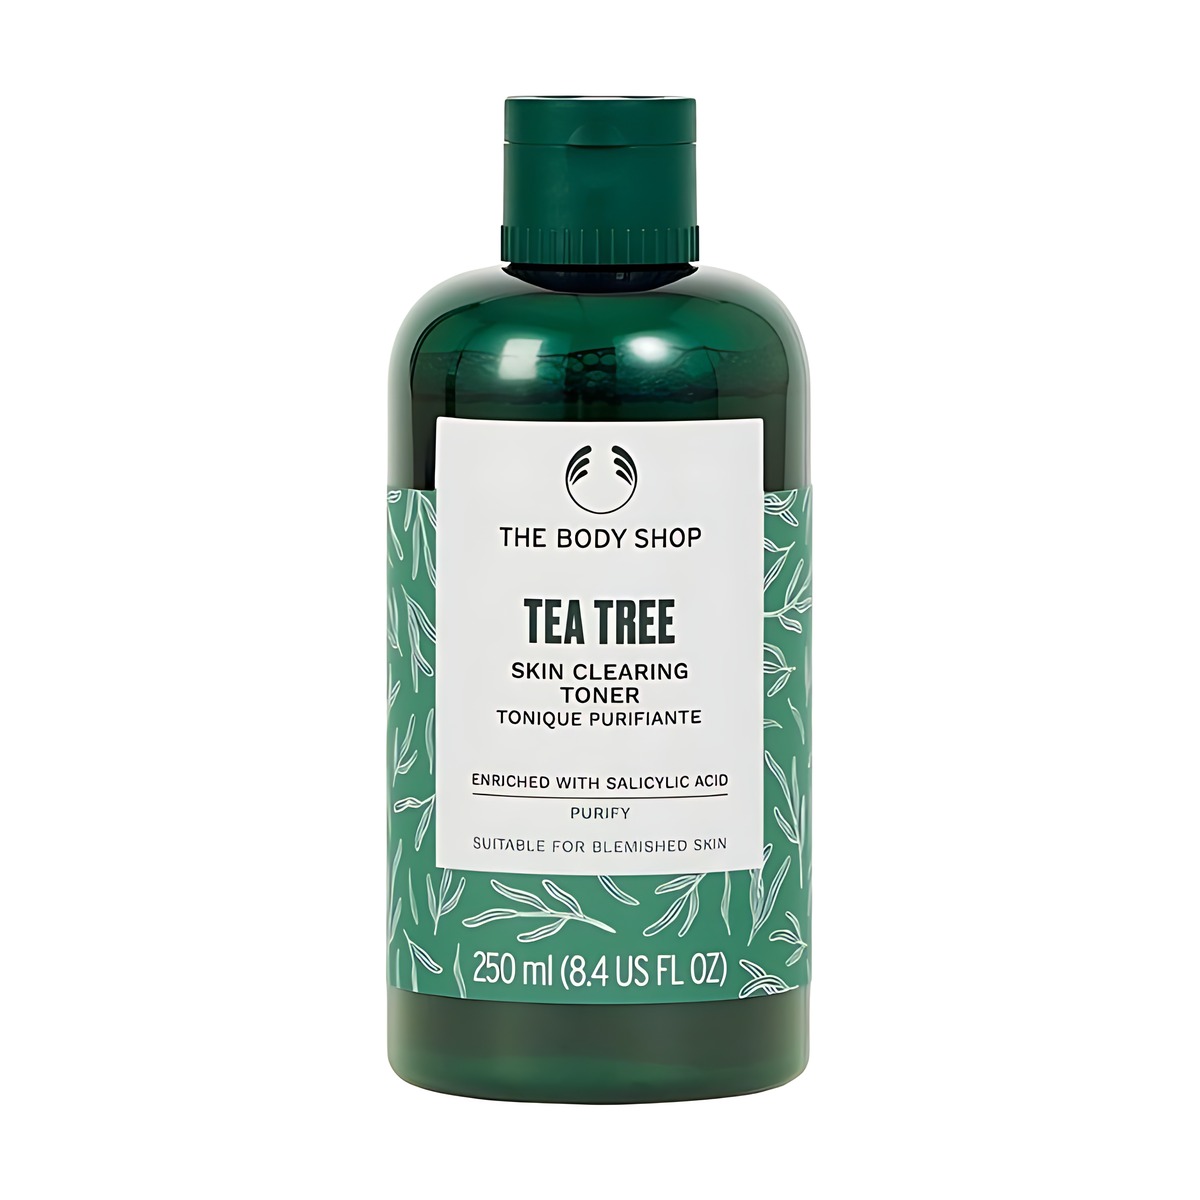 THE BODY SHOP
TEA TREE
SKIN CLEARING
TONER
TONIQUE PURIFIANTE
ENRICHED WITH SALICYLIC ACID
PURIFY
SUITABLE FOR BLEMISHED SKIN
250 ml (8.4 US FL OZ)